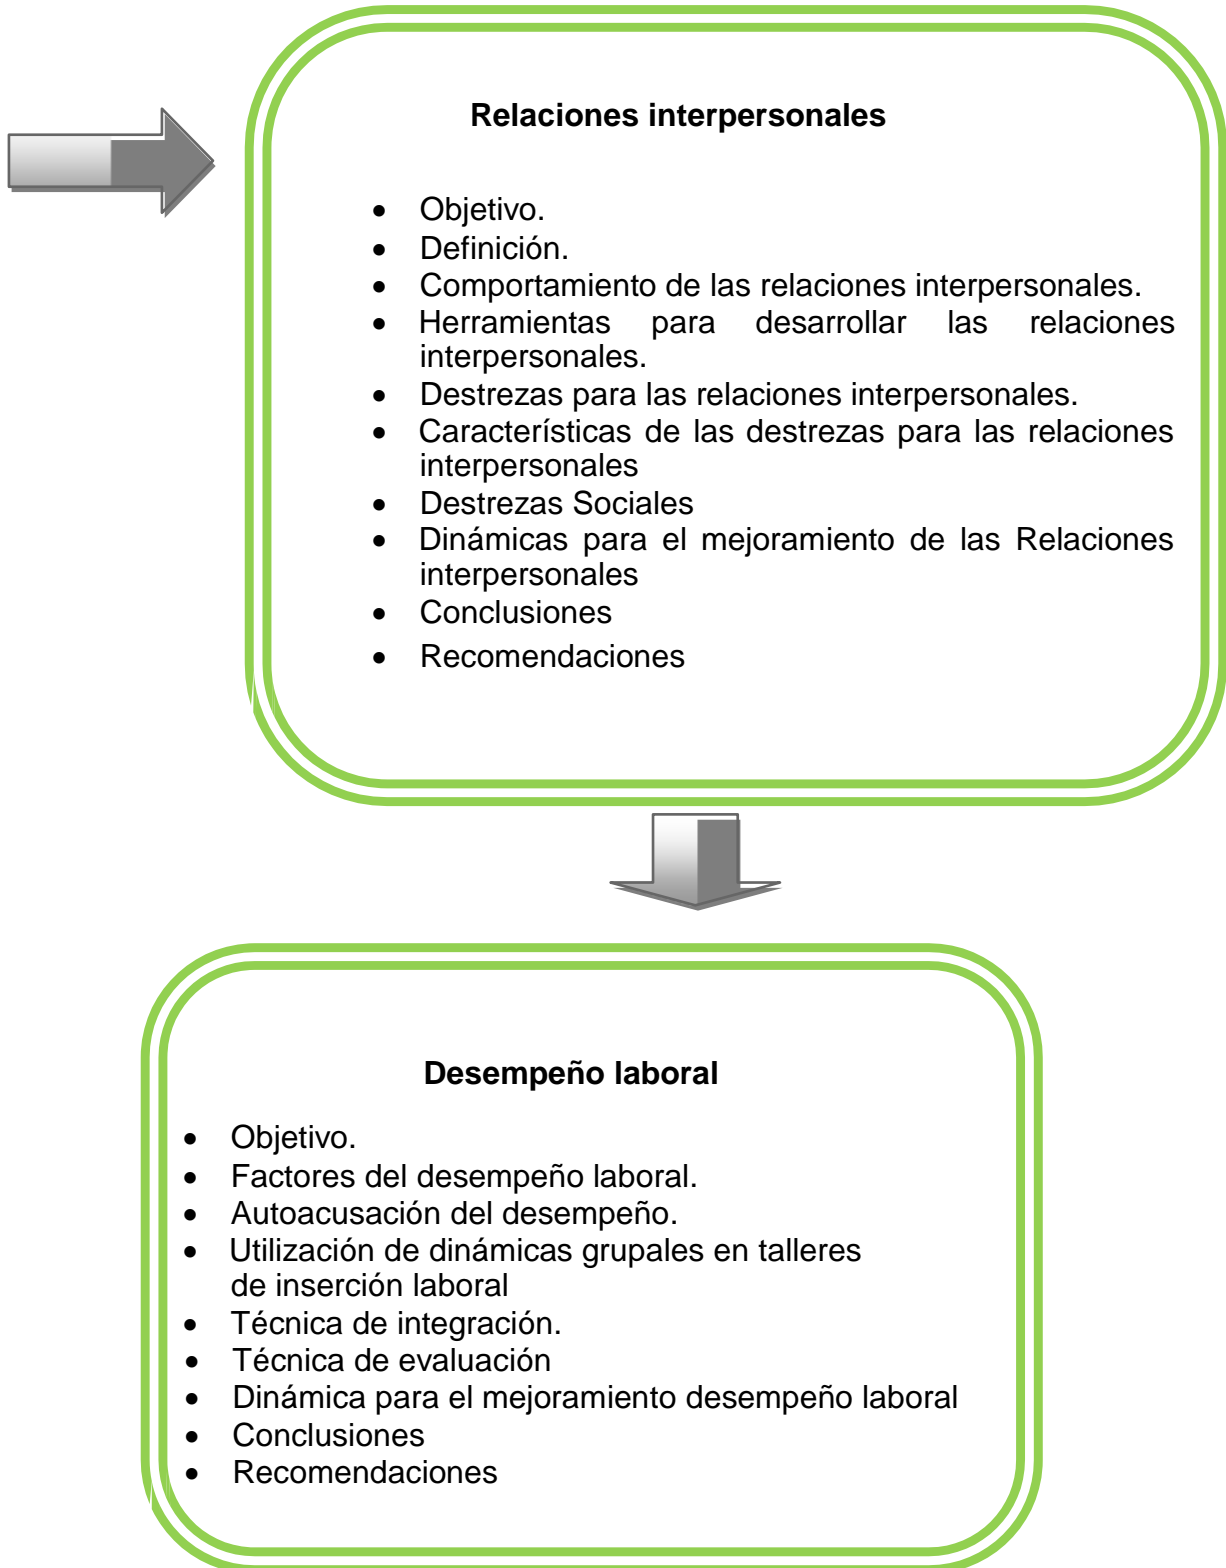 Relaciones interpersonales
• Objetivo.
• Definición.
• Comportamiento de las relaciones interpersonales.
• Herramientas para desarrollar las relaciones
interpersonales.
• Destrezas para las relaciones interpersonales.
• Características de las destrezas para las relaciones
interpersonales
• Destrezas Sociales
• Dinámicas para el mejoramiento de las Relaciones
interpersonales
• Conclusiones
• Recomendaciones
Desempeño laboral
• Objetivo.
• Factores del desempeño laboral.
• Autoacusación del desempeño.
• Utilización de dinámicas grupales en talleres
de inserción laboral
• Técnica de integración.
• Técnica de evaluación
• Dinámica para el mejoramiento desempeño laboral
• Conclusiones
• Recomendaciones